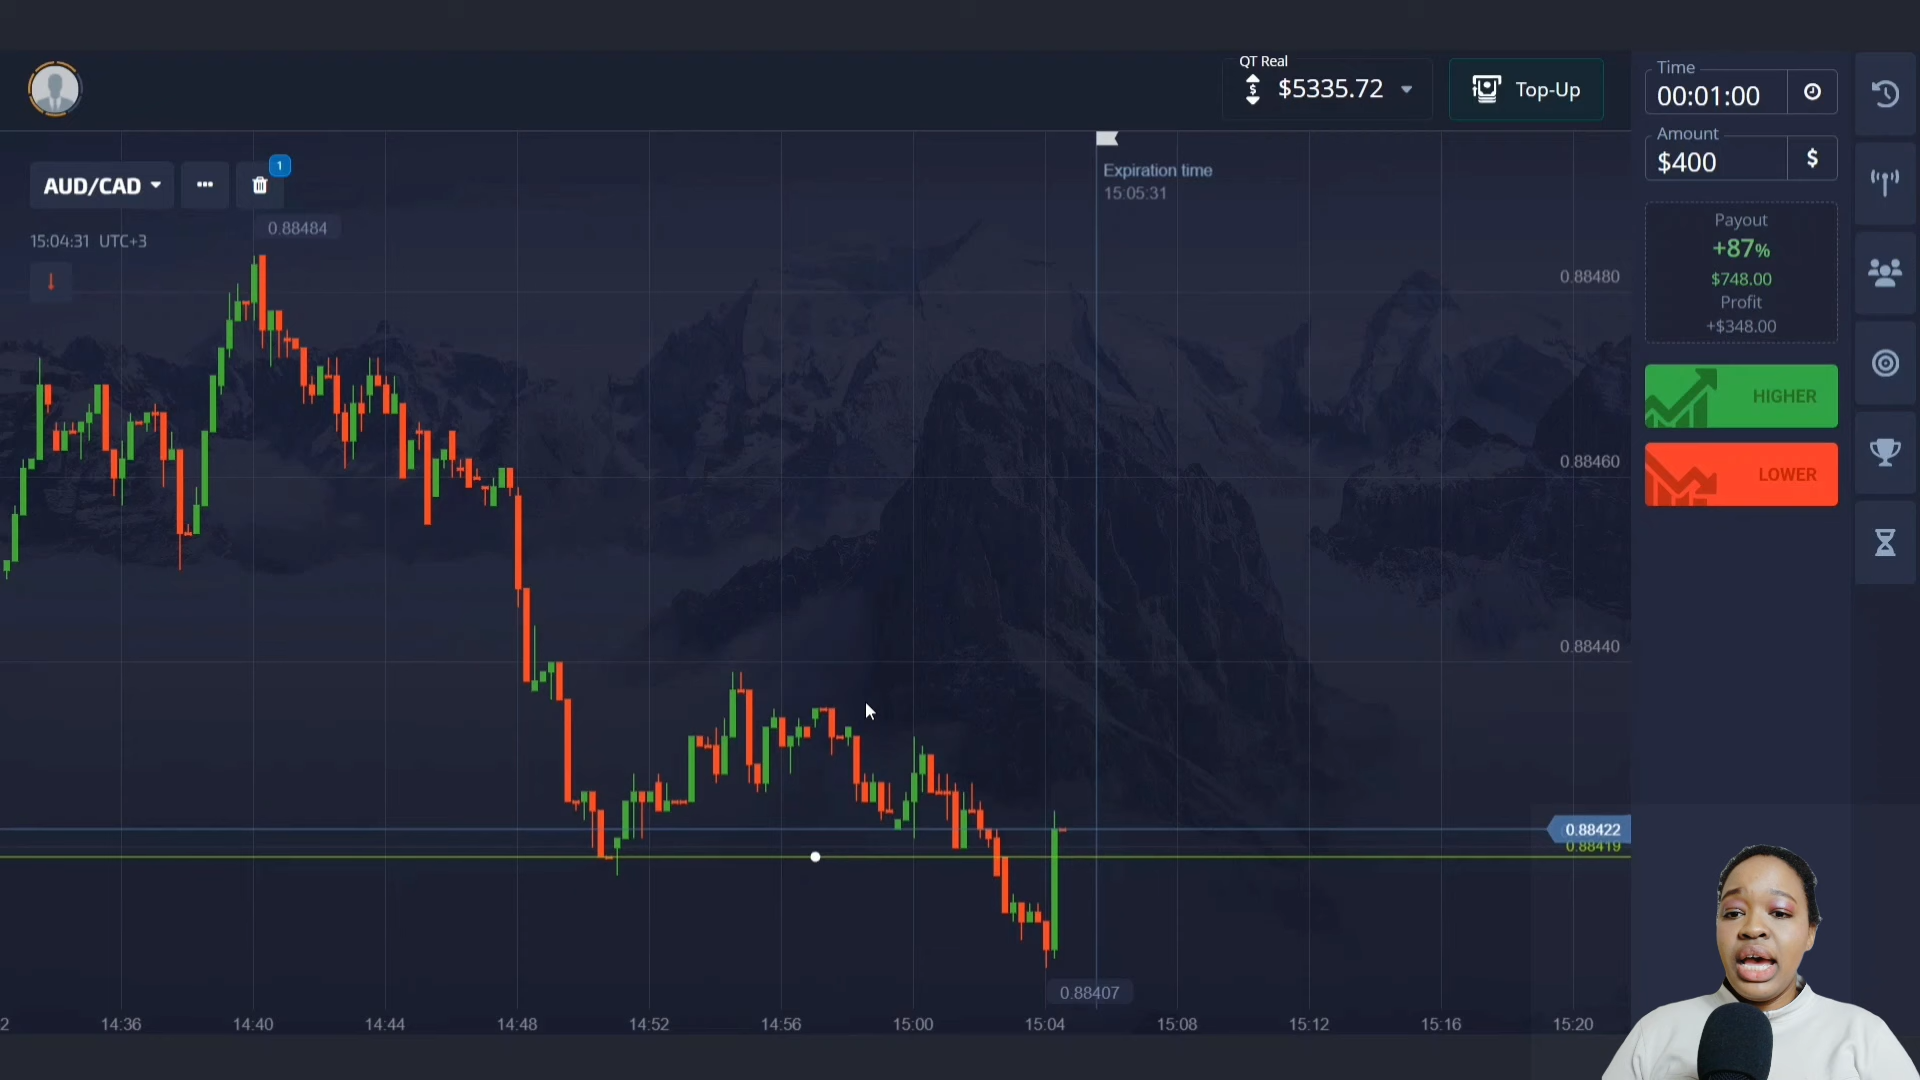 QT Real
$5335.72
Top-Up
Time
00:01:00
Amount
$400
$
Payout
+87%
$748.00
Profit
+$348.00
HIGHER
LOWER
AUD/CAD
1
15:04:31 UTC+3
Expiration time
15:05:31
0.88484
0.88480
0.88460
0.88440
0.88422
0.88419
0.88407
2 14:36 14:40 14:44 14:48 14:52 14:56 15:00 15:04 15:08 15:12 15:16 15:20